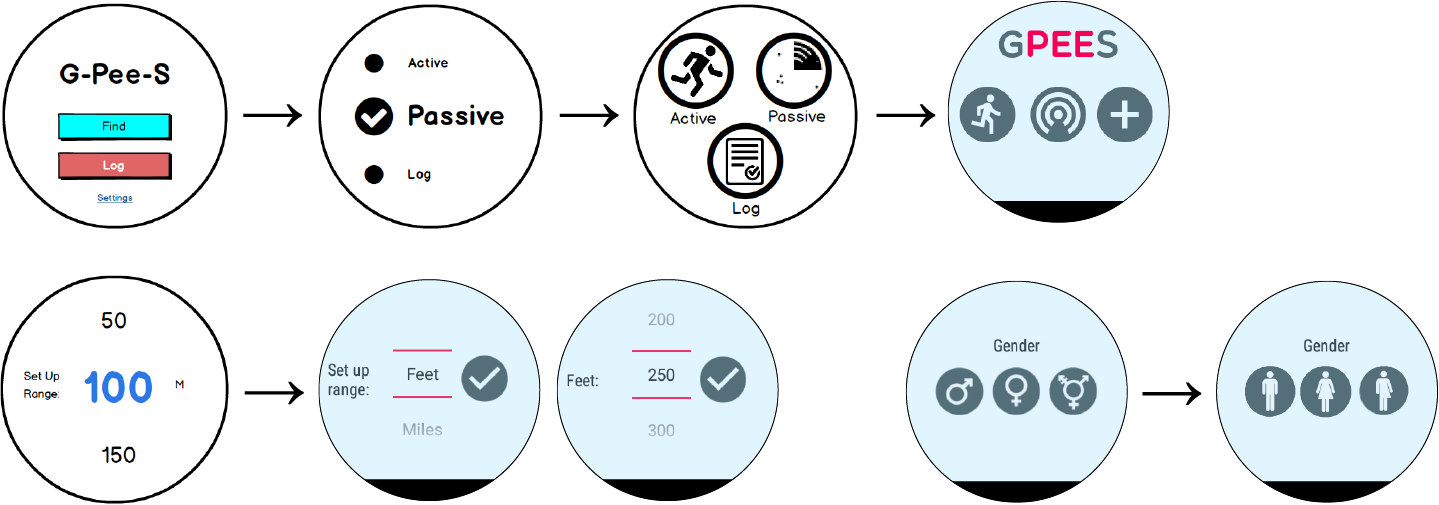 G-Pee-S
Find
Log
Settings
Active
Passive
Log
Active
Passive
Log
GPEES
50
Set Up
Range:
100
M
150
Set up
range:
Feet
Miles
200
Feet:
250
300
Gender
Gender